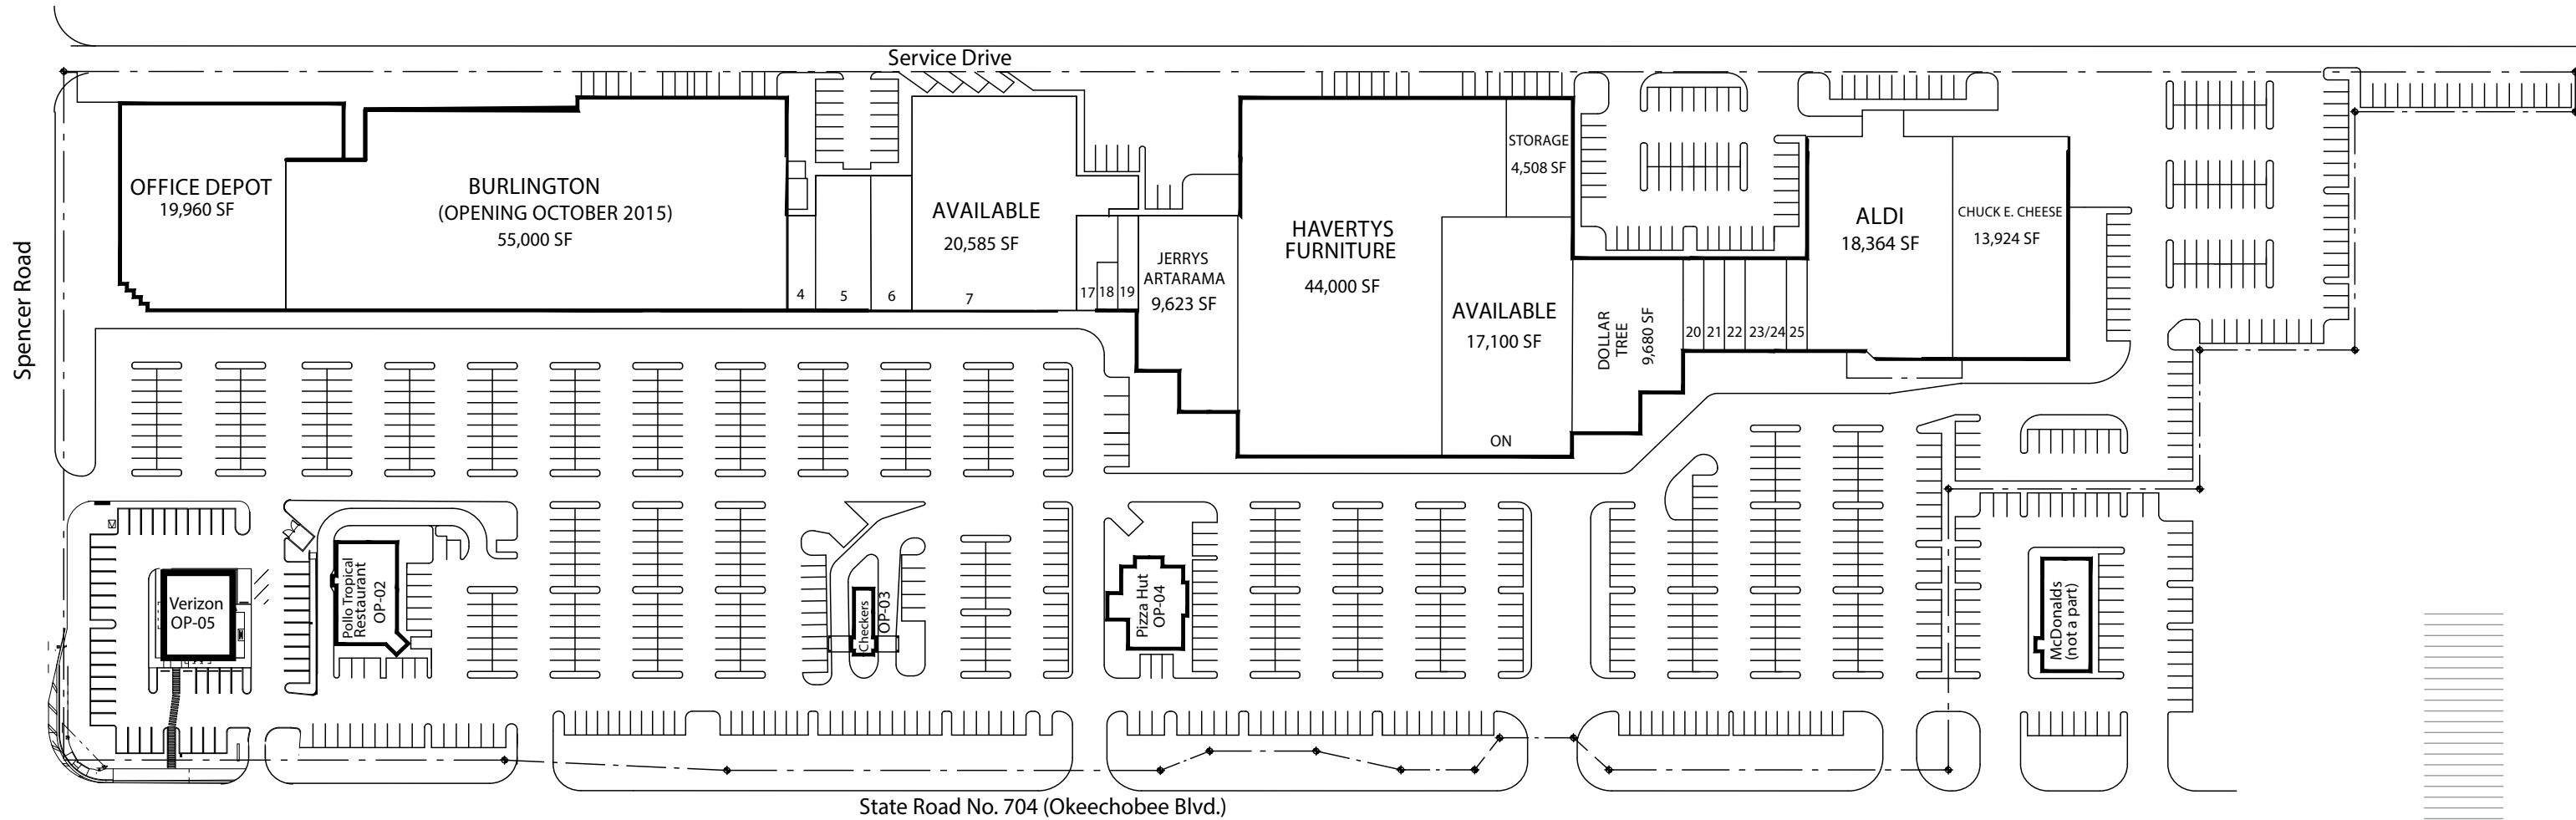 Service Drive
Spencer Road
OFFICE DEPOT
19,960 SF
BURLINGTON
(OPENING OCTOBER 2015)
55,000 SF
4
5
6
AVAILABLE
20,585 SF
7
17
18
19
JERRYS
ARTARAMA
9,623 SF
HAVERTYS
FURNITURE
44,000 SF
STORAGE
4,508 SF
AVAILABLE
17,100 SF
ON
DOLLAR
TREE
9,680 SF
20
21
22
23/24
25
ALDI
18,364 SF
CHUCK E. CHEESE
13,924 SF
Verizon
OP-05
Pollo Tropical
Restaurant
OP-02
Checkers
OP-03
Pizza Hut
OP-04
McDonalds
(not a part)
State Road No. 704 (Okeechobee Blvd.)